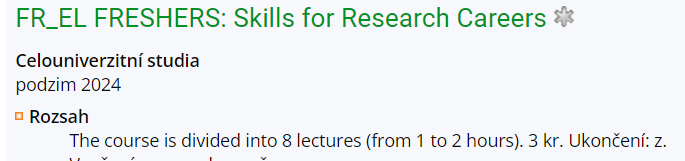 FR_EL FRESHERS: Skills for Research Careers
Celouniverzitní studia
podzim 2024
Rozsah
The course is divided into 8 lectures (from 1 to 2 hours). 3 kr. Ukončení: z.